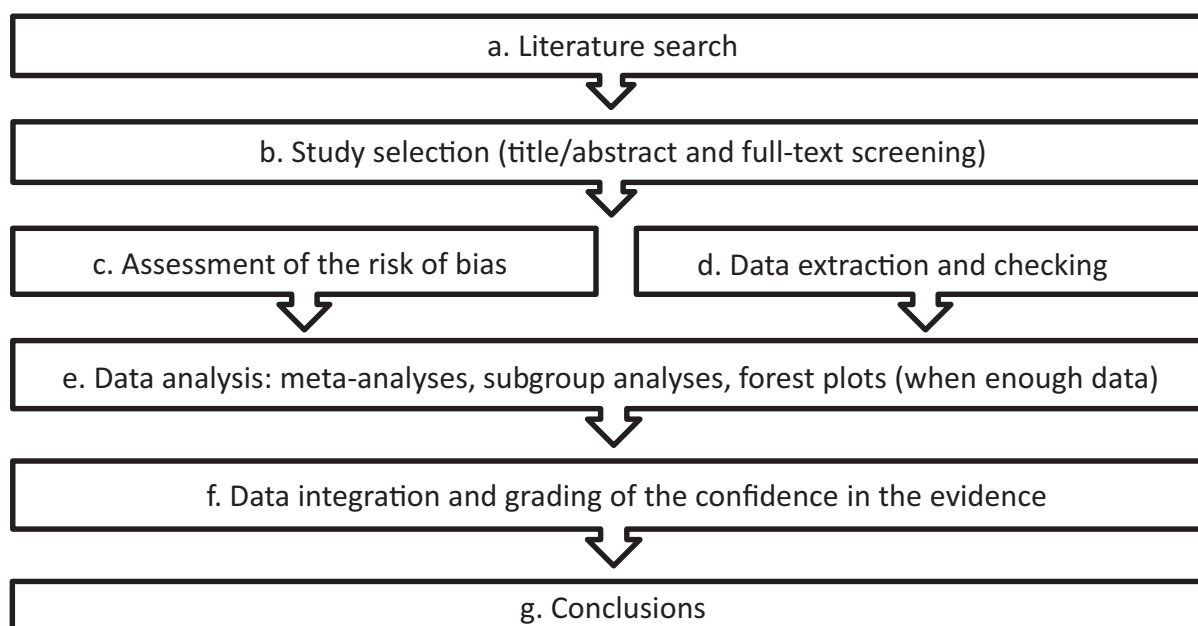 a. Literature search
b. Study selection (title/abstract and full-text screening)
c. Assessment of the risk of bias
d. Data extraction and checking
e. Data analysis: meta-analyses, subgroup analyses, forest plots (when enough data)
f. Data integration and grading of the confidence in the evidence
g. Conclusions